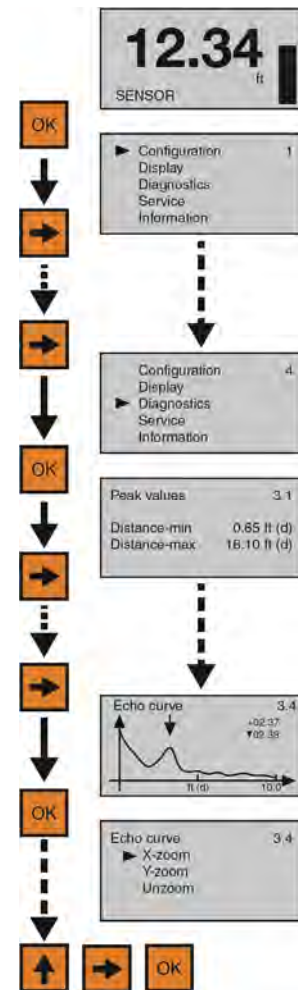 12.34
ft
SENSOR
OK
Configuration 1
Display
Diagnostics
Service
Information
Configuration 4
Display
Diagnostics
Service
Information
OK
Peak values 3.1
Distance-min 0.65 ft (d)
Distance-max 16.10 ft (d)
Echo curve 3.4
+02.37
▼02.38
ft (d) 10.0
OK
Echo curve 3.4
X-zoom
Y-zoom
Unzoom
OK